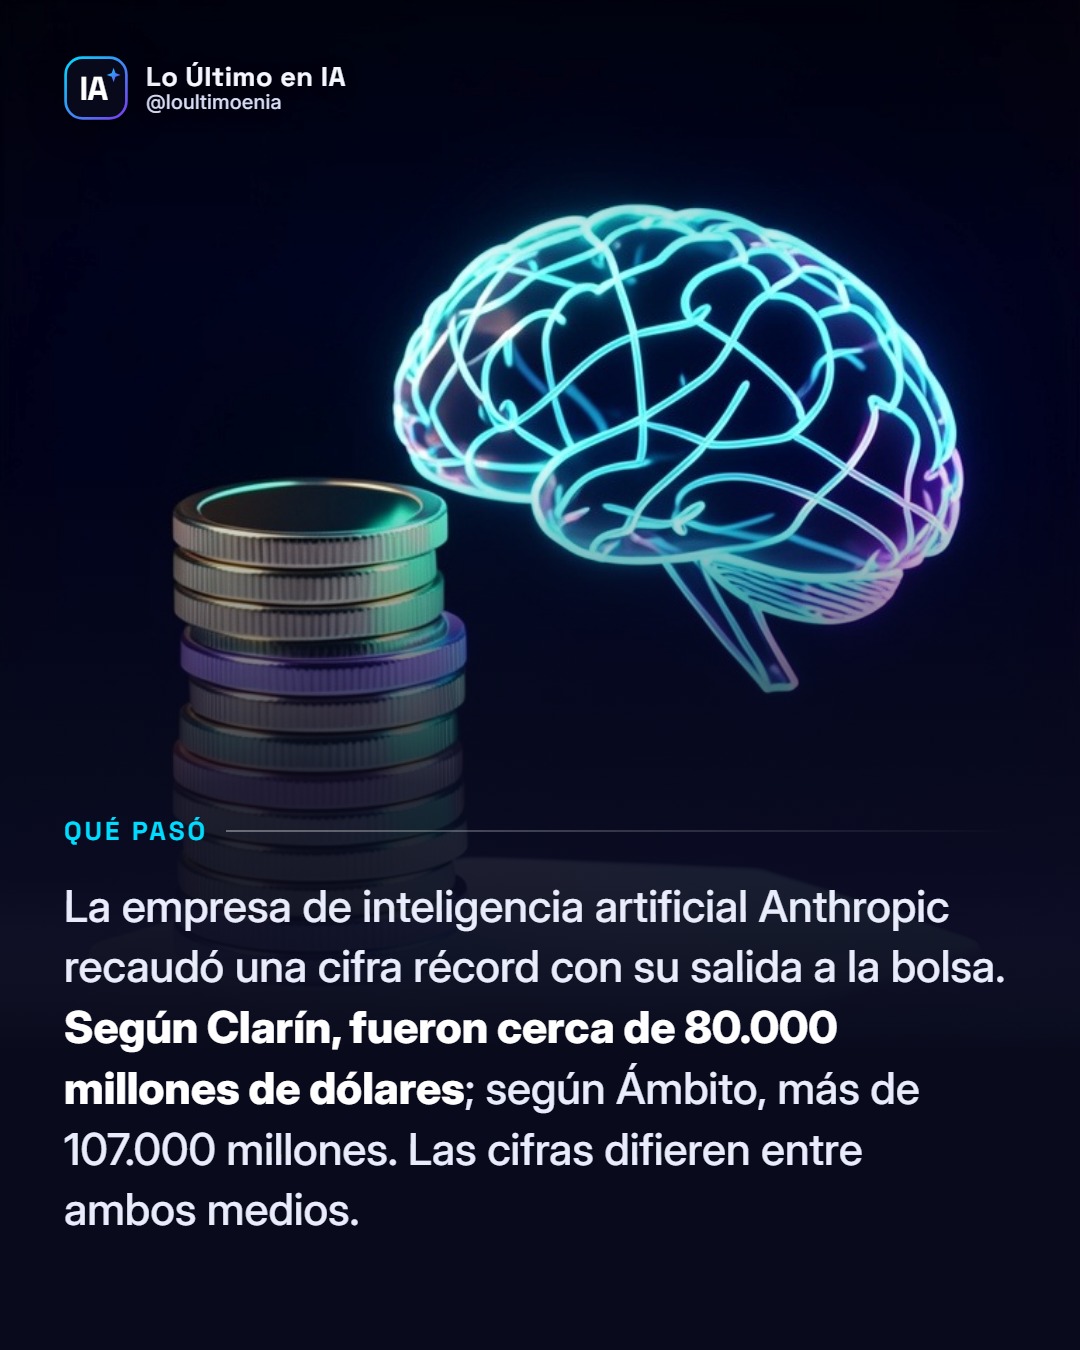 IA
Lo Último en IA
@loultimoenia
QUÉ PASÓ
La empresa de inteligencia artificial Anthropic
recaudó una cifra récord con su salida a la bolsa.
Según Clarín, fueron cerca de 80.000
millones de dólares; según Ámbito, más de
107.000 millones. Las cifras difieren entre
ambos medios.